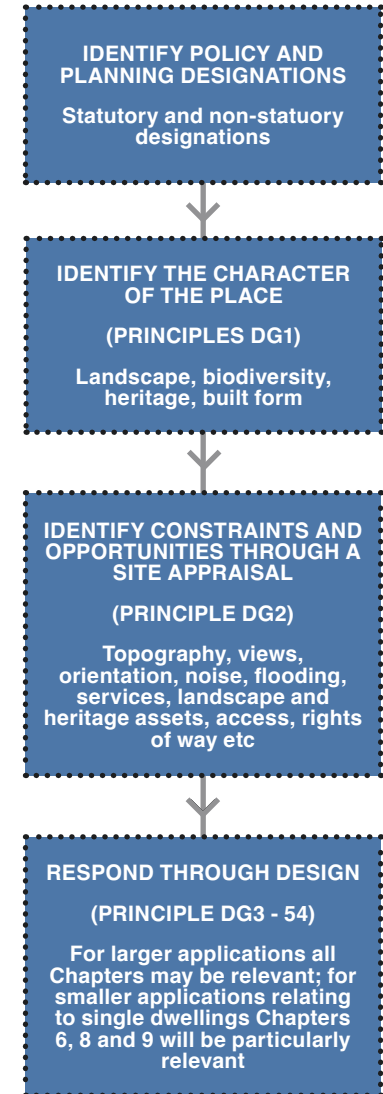 IDENTIFY POLICY AND
PLANNING DESIGNATIONS
Statutory and non-statuory
designations
IDENTIFY THE CHARACTER
OF THE PLACE
(PRINCIPLES DG1)
Landscape, biodiversity,
heritage, built form
IDENTIFY CONSTRAINTS AND
OPPORTUNITIES THROUGH A
SITE APPRAISAL
(PRINCIPLE DG2)
Topography, views,
orientation, noise, flooding,
services, landscape and
heritage assets, access, rights
of way etc
RESPOND THROUGH DESIGN
(PRINCIPLE DG3 - 54)
For larger applications all
Chapters may be relevant; for
smaller applications relating
to single dwellings Chapters
6, 8 and 9 will be particularly
relevant